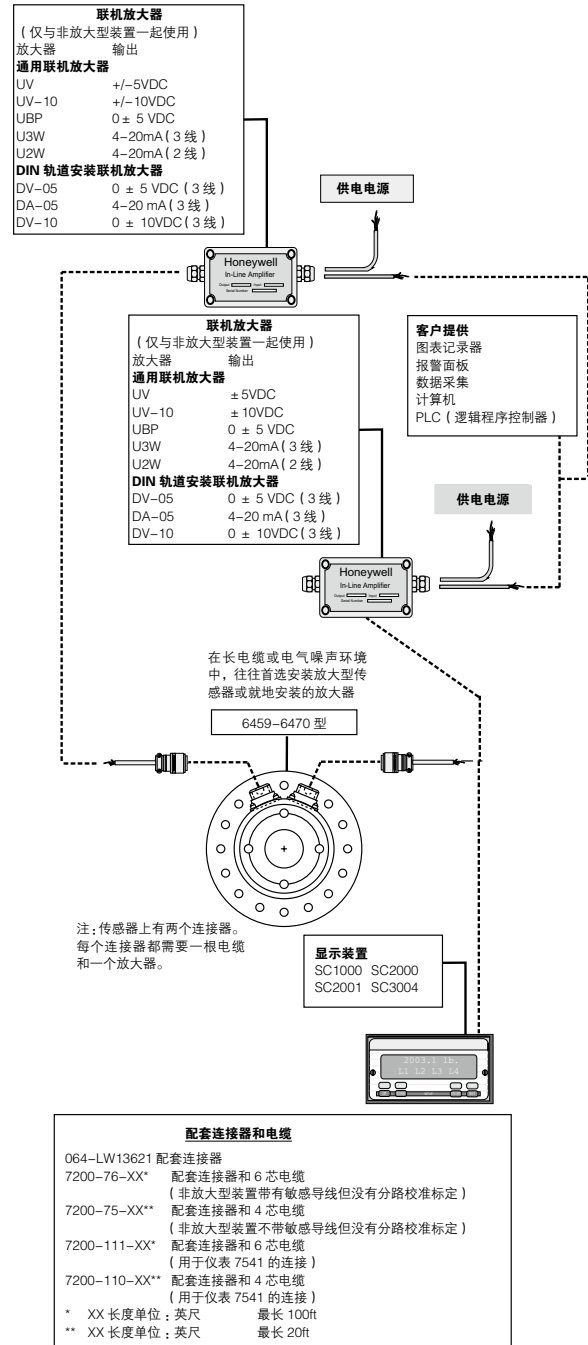 联机放大器
(仅与非放大型装置一起使用)
放大器 输出
通用联机放大器
UV +/-5VDC
UV-10 +/-10VDC
UBP 0± 5 VDC
U3W 4-20mA(3 线)
U2W 4-20mA(2 线)
DIN 轨道安装联机放大器
DV-05 0 ± 5 VDC (3 线)
DA-05 4-20 mA(3 线)
DV-10 0 ± 10VDC(3 线)
供电电源
Honeywell
In-Line Amplifier
Output Input
Serial Number
联机放大器
(仅与非放大型装置一起使用)
放大器 输出
通用联机放大器
UV ±5VDC
UV-10 ±10VDC
UBP 0 ± 5 VDC
U3W 4-20mA(3 线)
U2W 4-20mA(2 线)
DIN 轨道安装联机放大器
DV-05 0 ± 5 VDC (3 线)
DA-05 4-20 mA(3 线)
DV-10 0 ± 10VDC(3 线)
客户提供
图表记录器
报警面板
数据采集
计算机
PLC(逻辑程序控制器)
供电电源
Honeywell
In-Line Amplifier
Output Input
Serial Number
在长电缆或电气噪声环境
中，往往首选安装放大型传
感器或就地安装的放大器
6459-6470 型
注:传感器上有两个连接器。
每个连接器都需要一根电缆
和一个放大器。
显示装置
SC1000 SC2000
SC2001 SC3004
2003.1 lb.
L1 L2 L3 L4
配套连接器和电缆
064-LW13621 配套连接器
7200-76-XX* 配套连接器和 6 芯电缆
(非放大型装置带有敏感导线但没有分路校准标定)
7200-75-XX** 配套连接器和 4 芯电缆
(非放大型装置不带敏感导线但没有分路校准标定)
7200-111-XX* 配套连接器和 6 芯电缆
(用于仪表 7541 的连接)
7200-110-XX** 配套连接器和 4 芯电缆
(用于仪表 7541 的连接)
* XX 长度单位:英尺 最长 100ft
** XX 长度单位:英尺 最长 20ft